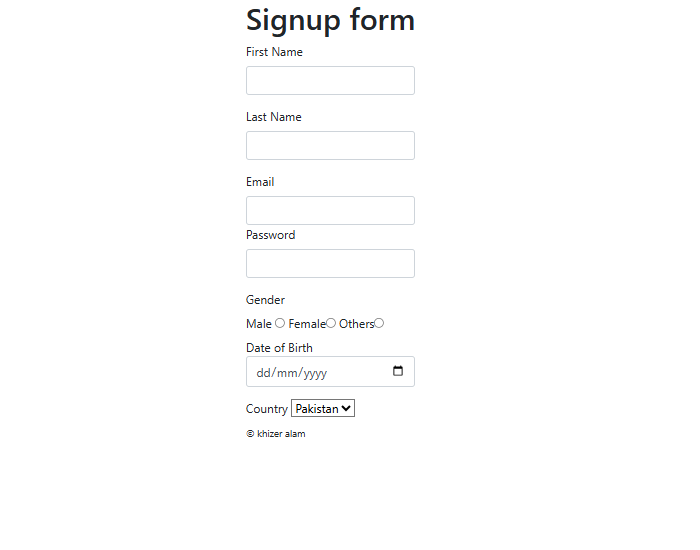 Signup form
First Name
Last Name
Email
Password
Gender
Male Female Others
Date of Birth
dd/mm/yyyy
Country Pakistan
© khizer alam